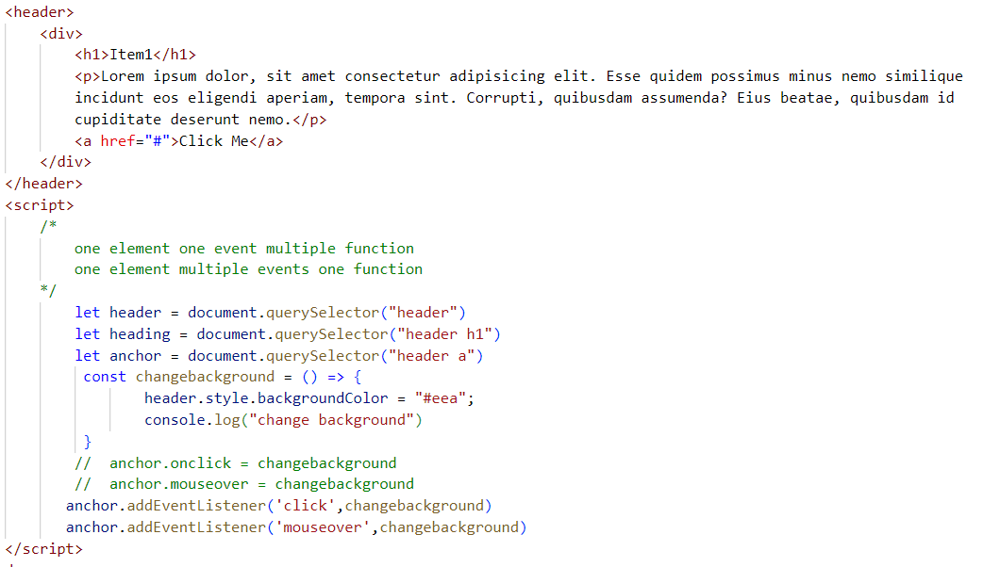 <header>
    <div>
        <h1>Item1</h1>
        <p>Lorem ipsum dolor, sit amet consectetur adipisicing elit. Esse quidem possimus minus nemo similique
        incidunt eos eligendi aperiam, tempora sint. Corrupti, quibusdam assumenda? Eius beatae, quibusdam id
        cupiditate deserunt nemo.</p>
        <a href="#">Click Me</a>
    </div>
</header>
<script>
    /*
        one element one event multiple function
        one element multiple events one function
    */
        let header = document.querySelector("header")
        let heading = document.querySelector("header h1")
        let anchor = document.querySelector("header a")
         const changebackground = () => {
                header.style.backgroundColor = "#eea";
                console.log("change background")
         }
        //  anchor.onclick = changebackground
        //  anchor.mouseover = changebackground
       anchor.addEventListener('click',changebackground)
       anchor.addEventListener('mouseover',changebackground)
</script>